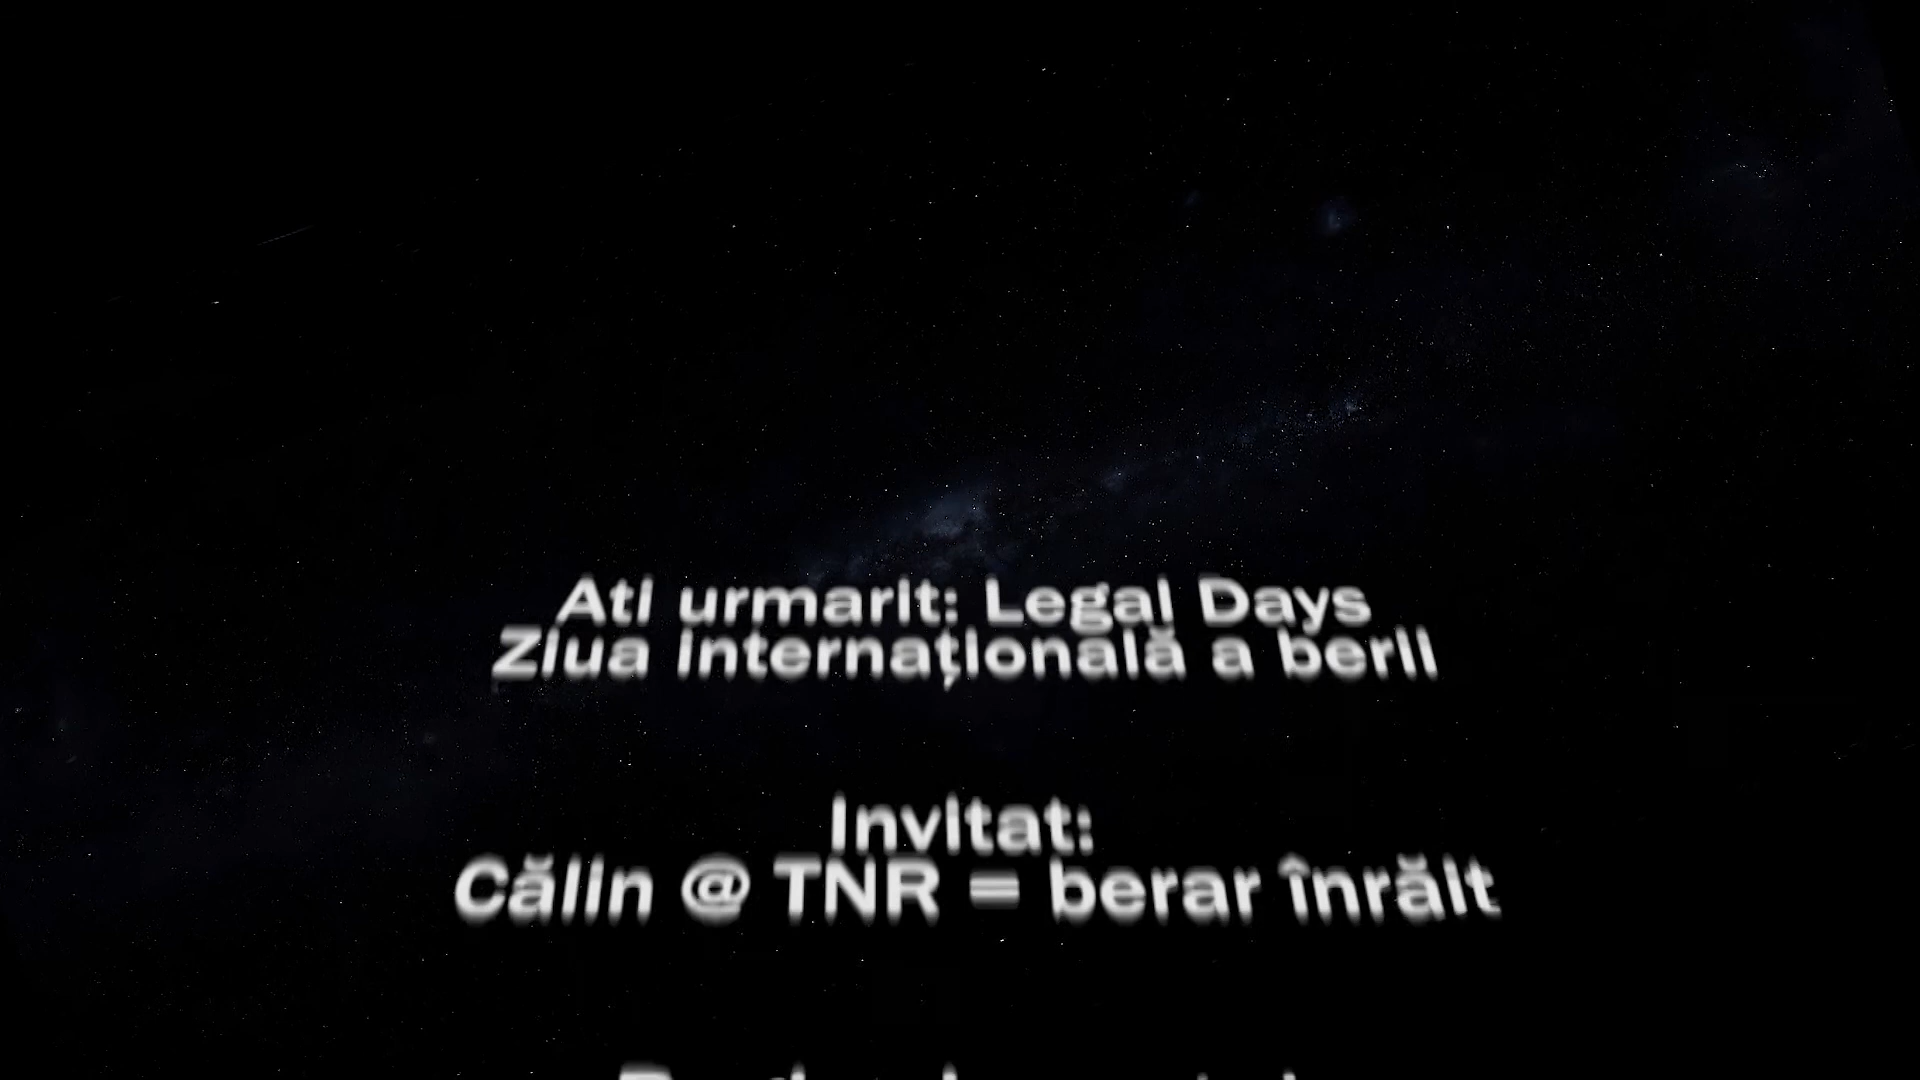 Ati urmarit: Legal Days
Ziua internațională a berii
Invitat:
Călin @ TNR = berar înrăit